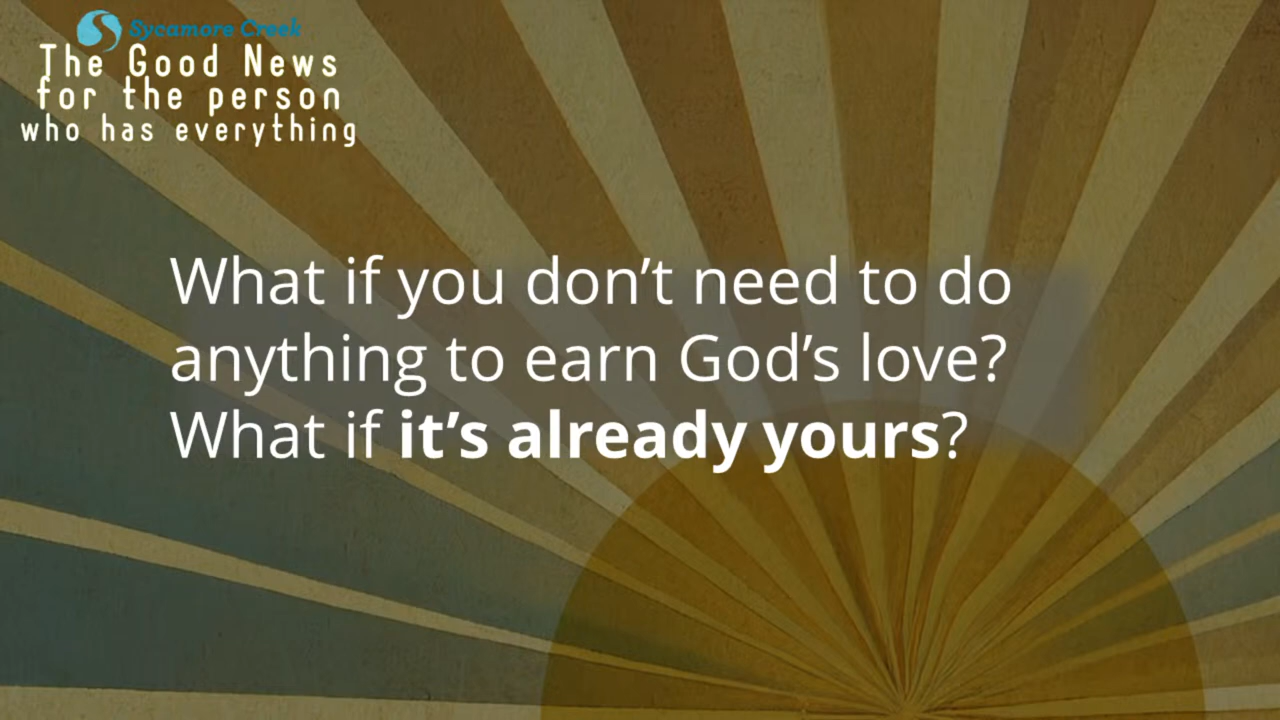 Sycamore Creek
The Good News
for the person
who has everything
What if you don’t need to do
anything to earn God’s love?
What if it’s already yours?